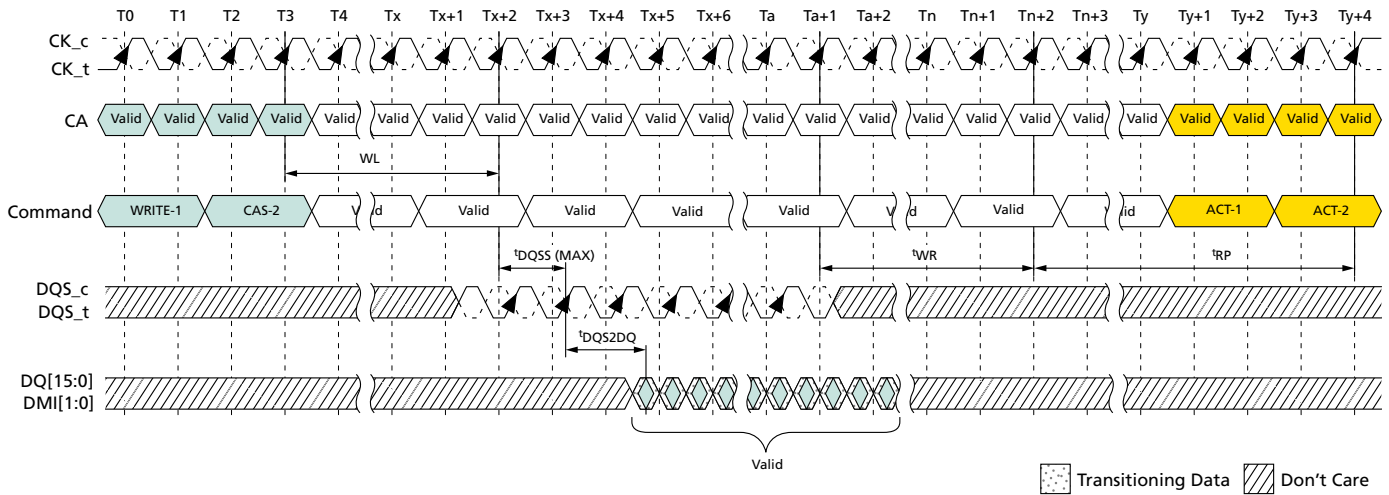 T0 T1 T2 T3 T4 Tx Tx+1 Tx+2 Tx+3 Tx+4 Tx+5 Tx+6 Ta Ta+1 Ta+2 Tn Tn+1 Tn+2 Tn+3 Ty Ty+1 Ty+2 Ty+3 Ty+4
CK_c
CK_t
CA Valid Valid Valid Valid Valid Valid Valid Valid Valid Valid Valid Valid Valid Valid Valid Valid Valid Valid Valid Valid Valid Valid Valid Valid
WL
Command WRITE-1 CAS-2 Valid Valid Valid Valid Valid Valid Valid Valid ACT-1 ACT-2
tDQSS (MAX) tWR tRP
DQS_c
DQS_t
tDQS2DQ
DQ[15:0]
DMI[1:0]
Valid
Transitioning Data Don't Care